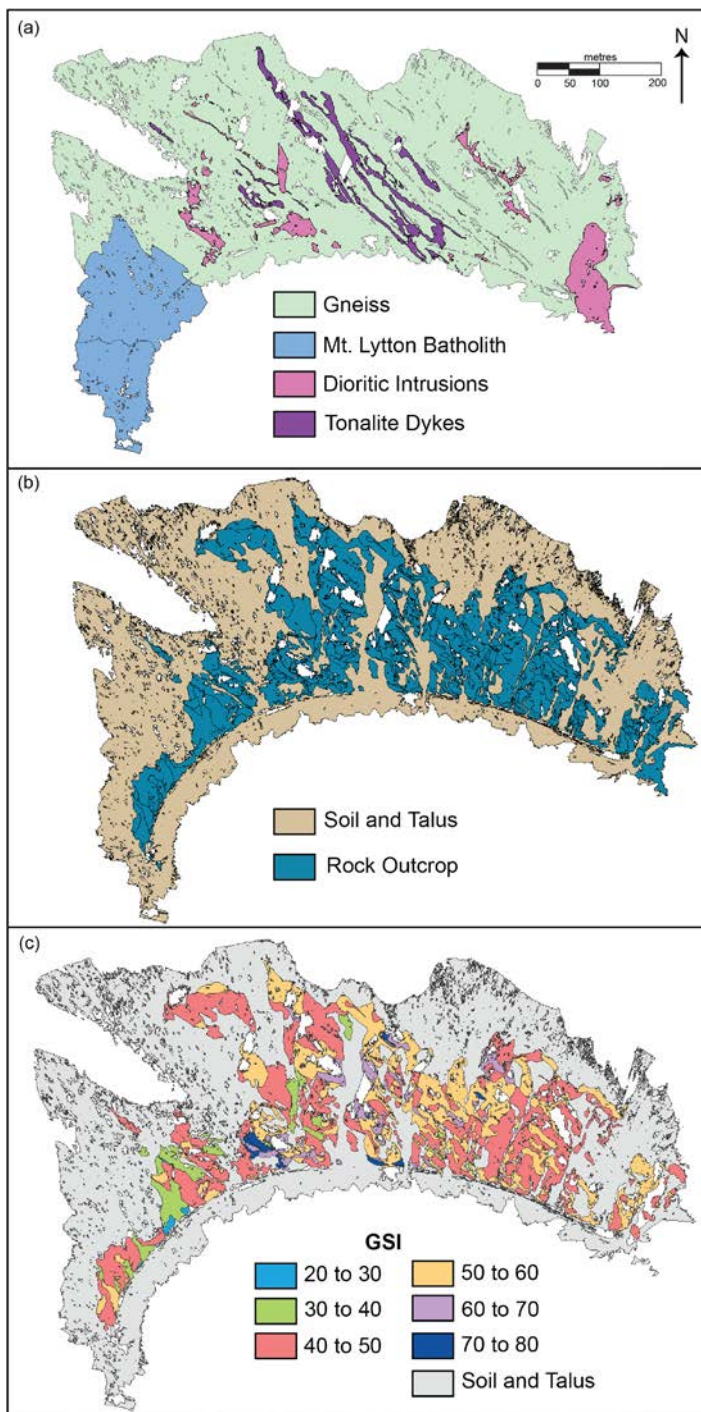 (a)
N
metres
0 50 100 200
Gneiss
Mt. Lytton Batholith
Dioritic Intrusions
Tonalite Dykes
(b)
Soil and Talus
Rock Outcrop
(c)
GSI
20 to 30
30 to 40
40 to 50
50 to 60
60 to 70
70 to 80
Soil and Talus